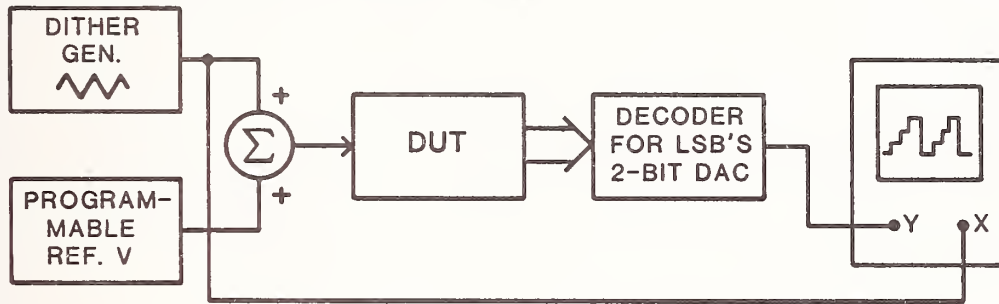 DITHER
GEN.
+
Σ
+
PROGRAM-
MABLE
REF. V
DUT
DECODER
FOR LSB'S
2-BIT DAC
Y
X